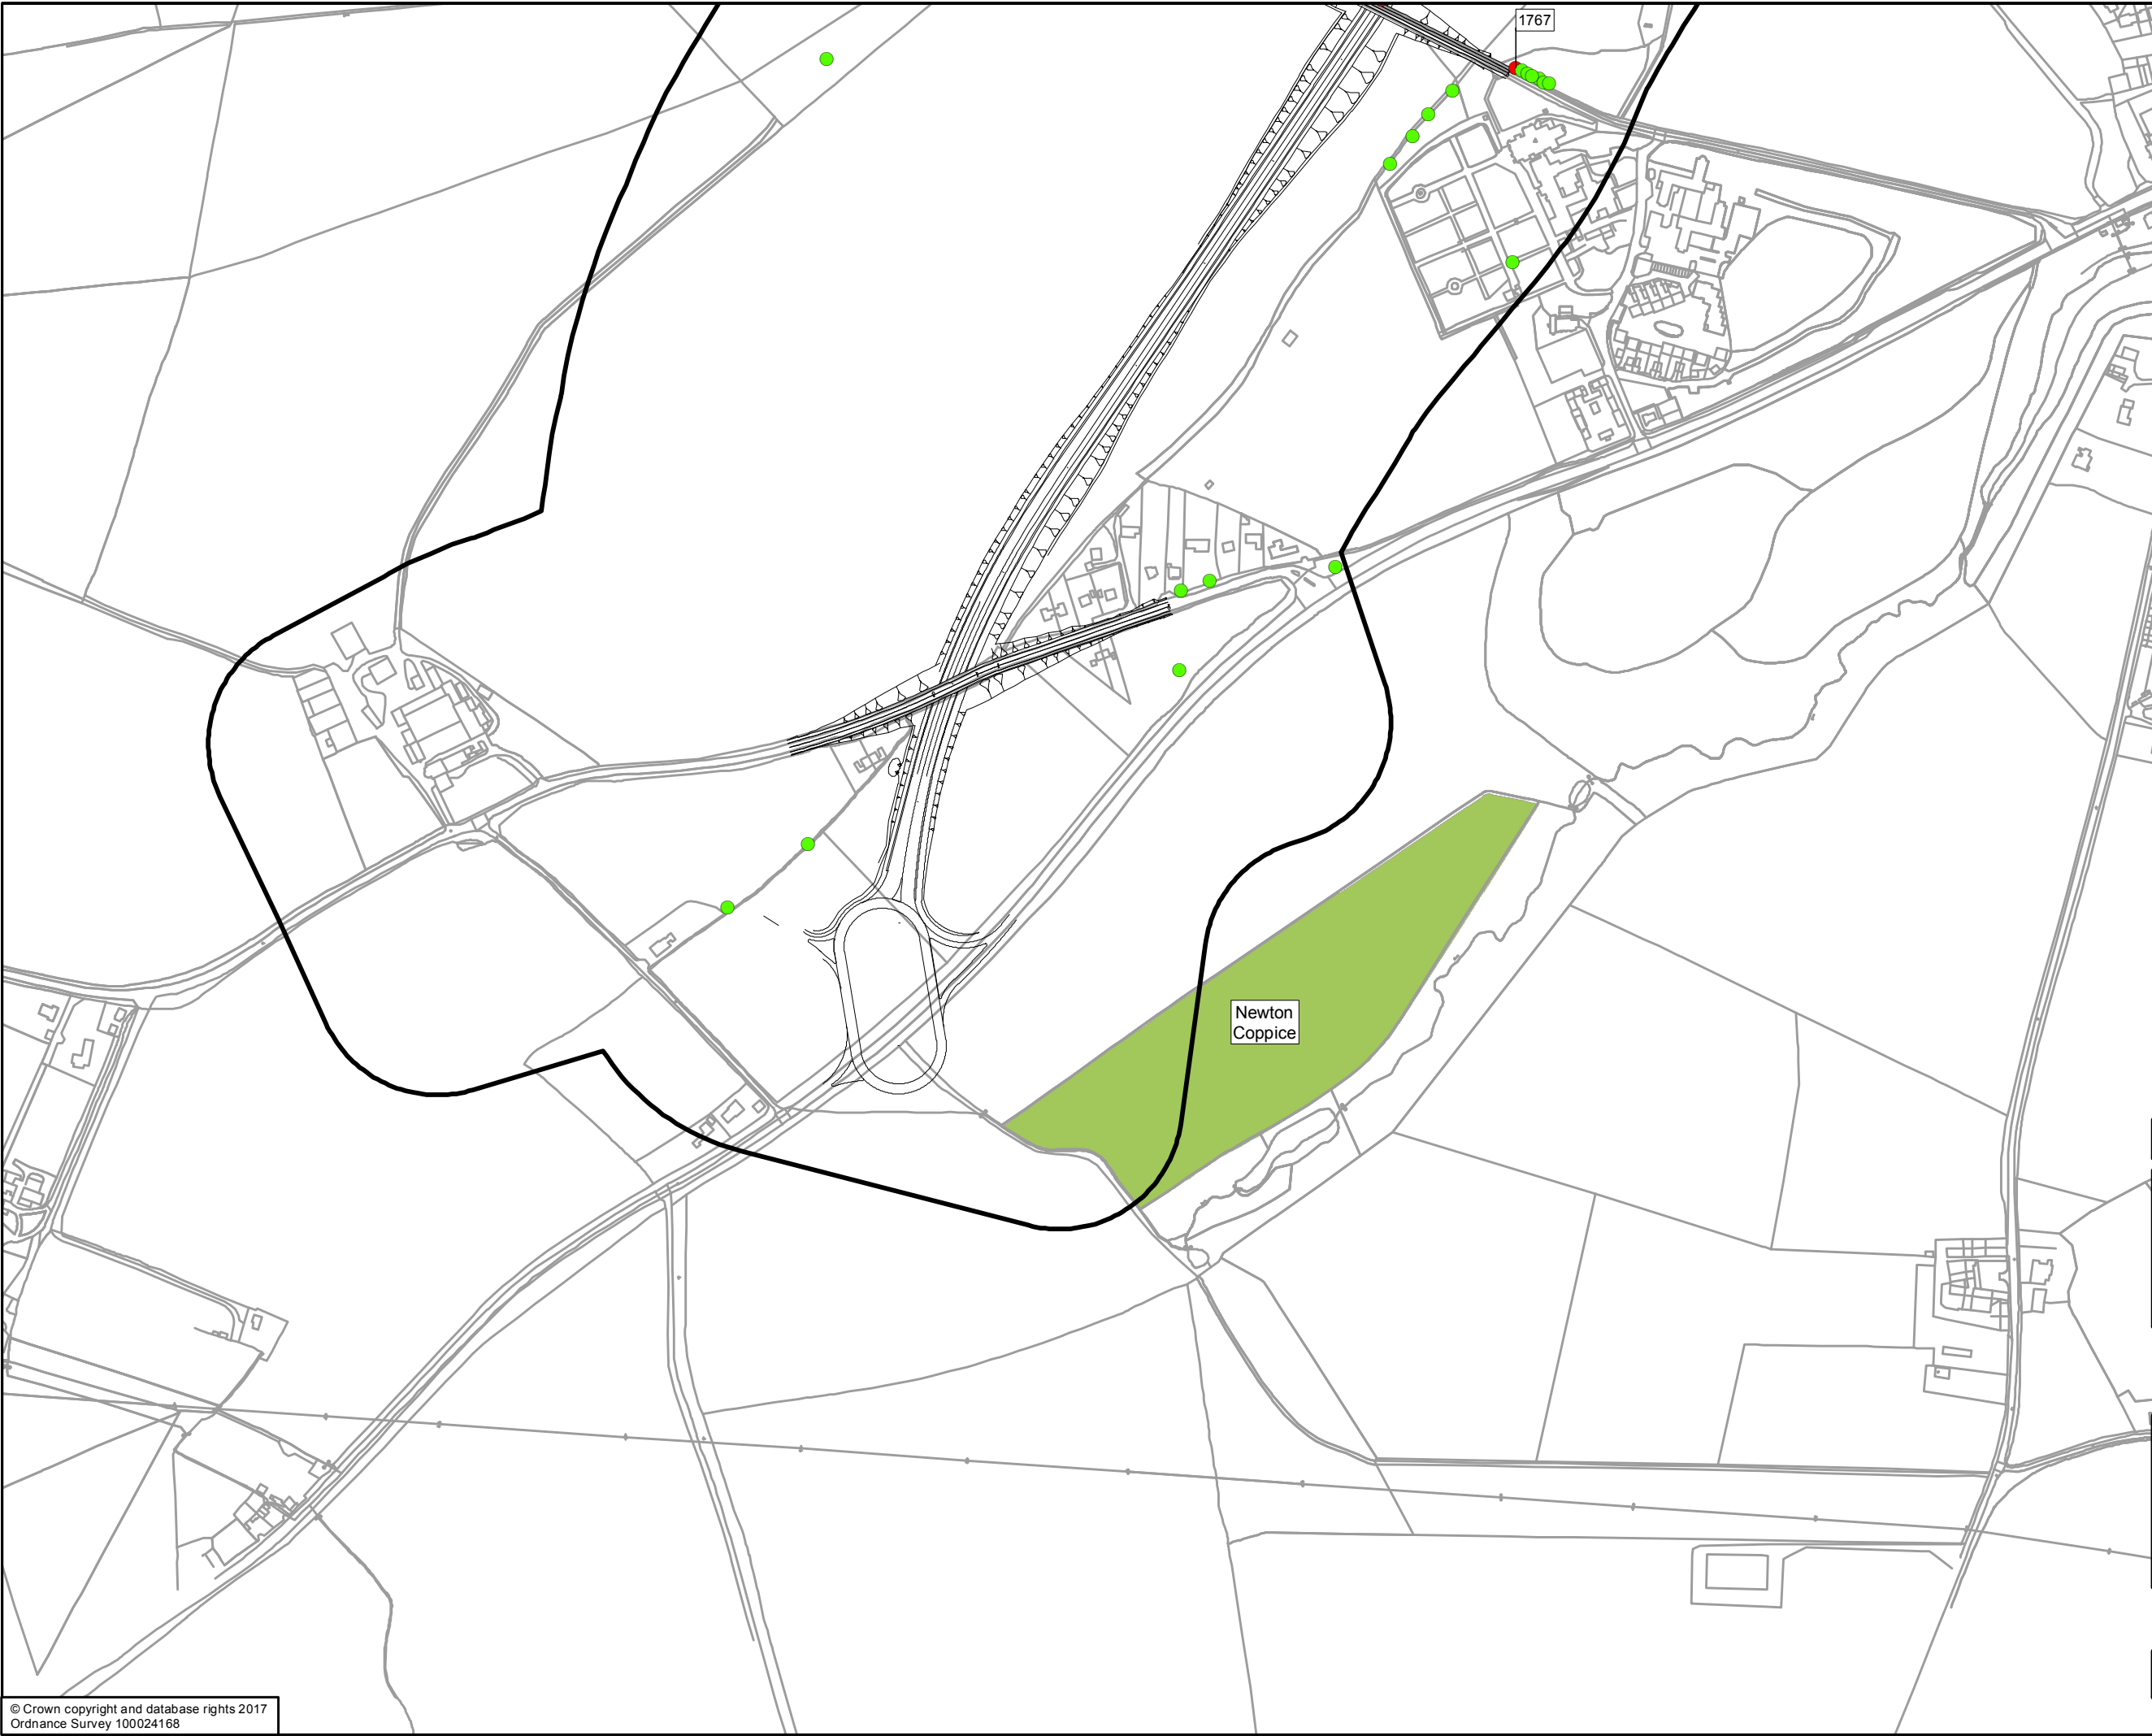 1767
Newton
Coppice
© Crown copyright and database rights 2017
Ordnance Survey 100024168